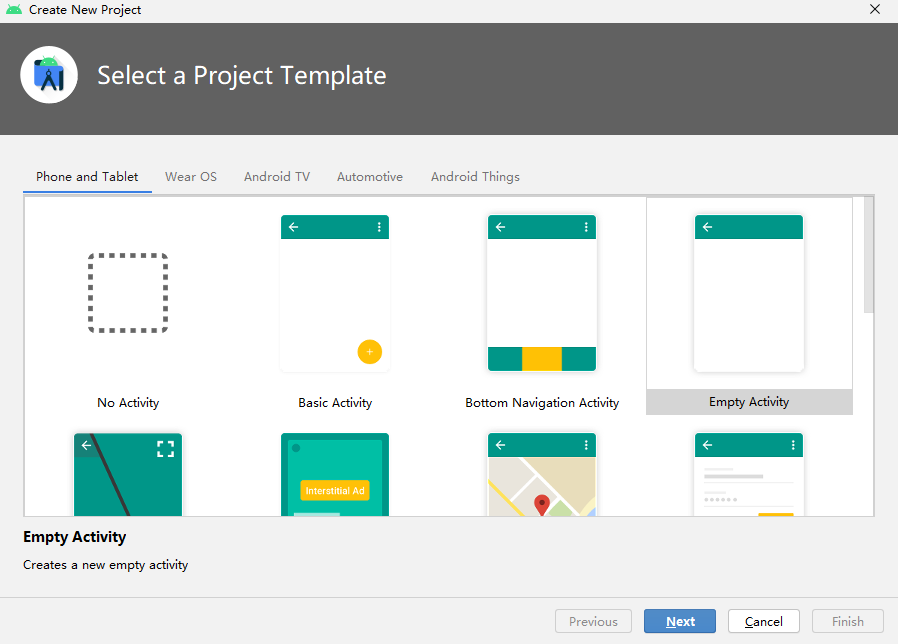 Create New Project
Select a Project Template
Phone and Tablet
Wear OS
Android TV
Automotive
Android Things
No Activity
Basic Activity
Bottom Navigation Activity
Empty Activity
Interstitial Ad
Empty Activity
Creates a new empty activity
Previous
Next
Cancel
Finish